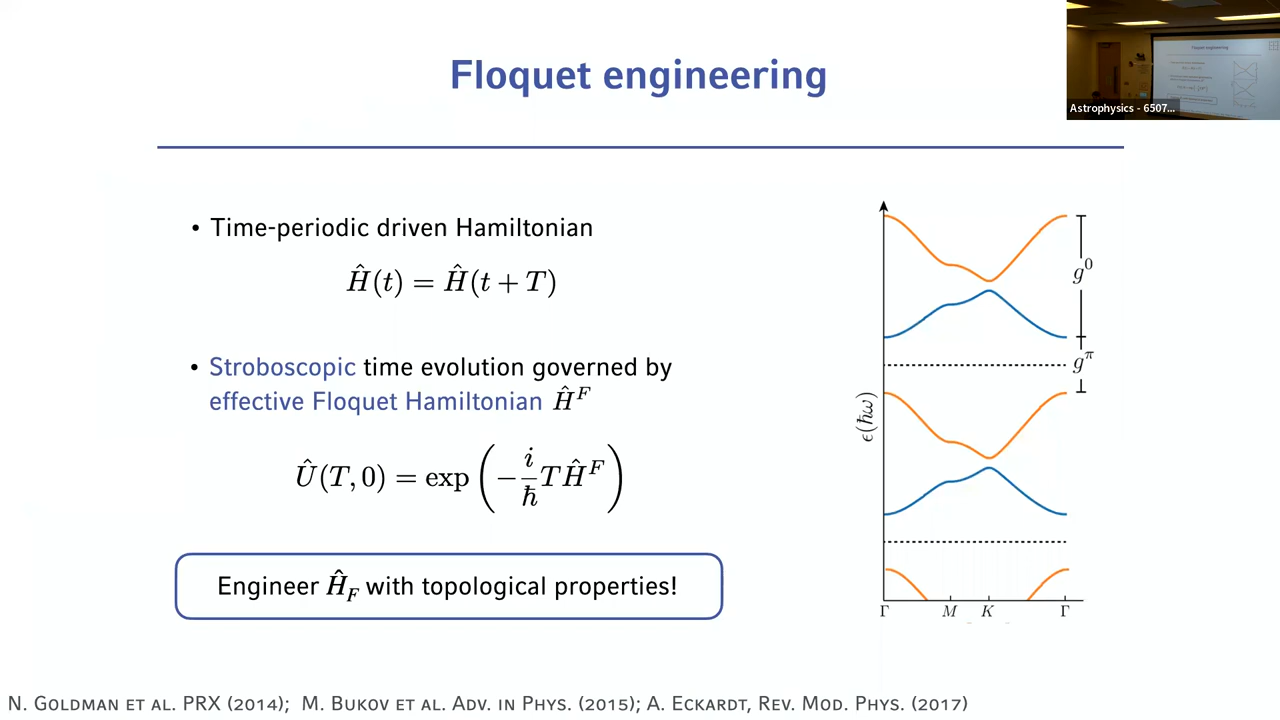 Floquet engineering
Astrophysics - 6507...
• Time-periodic driven Hamiltonian
Ĥ(t) = Ĥ(t + T)
• Stroboscopic time evolution governed by
effective Floquet Hamiltonian Ĥ^F
Û(T, 0) = exp(−(i/ħ)TĤ^F)
Engineer Ĥ_F with topological properties!
g^0
g^π
ϵ(ħω)
Γ M K Γ
N. Goldman et al. PRX (2014); M. Bukov et al. Adv. in Phys. (2015); A. Eckardt, Rev. Mod. Phys. (2017)